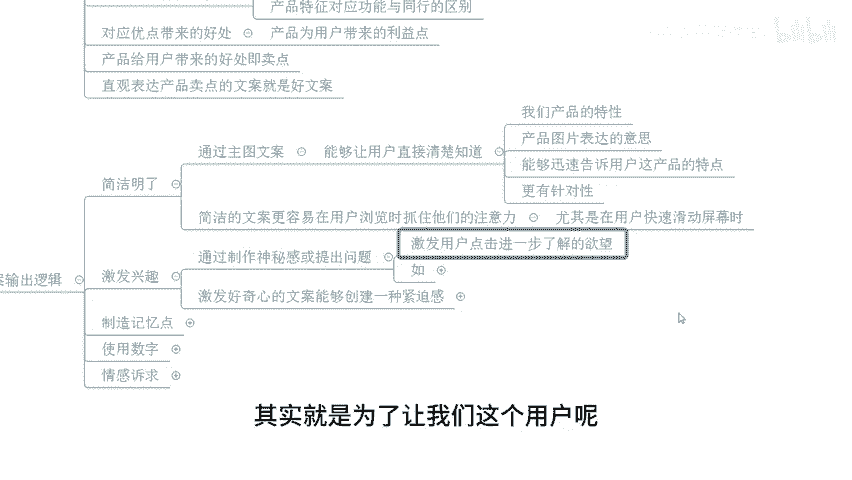 产品特征对应功能与同行的区别
对应优点带来的好处
产品为用户带来的利益点
产品给用户带来的好处即卖点
直观表达产品卖点的文案就是好文案
我们产品的特性
通过主图文案
能够让用户直接清楚知道
产品图片表达的意思
能够迅速告诉用户这产品的特点
简洁明了
更有针对性
简洁的文案更容易在用户浏览时抓住他们的注意力
尤其是在用户快速滑动屏幕时
激发用户点击进一步了解的欲望
通过制作神秘感或提出问题
如
输出逻辑
激发兴趣
激发好奇心的文案能够创建一种紧迫感
制造记忆点
使用数字
情感诉求
其实就是为了让我们这个用户呢